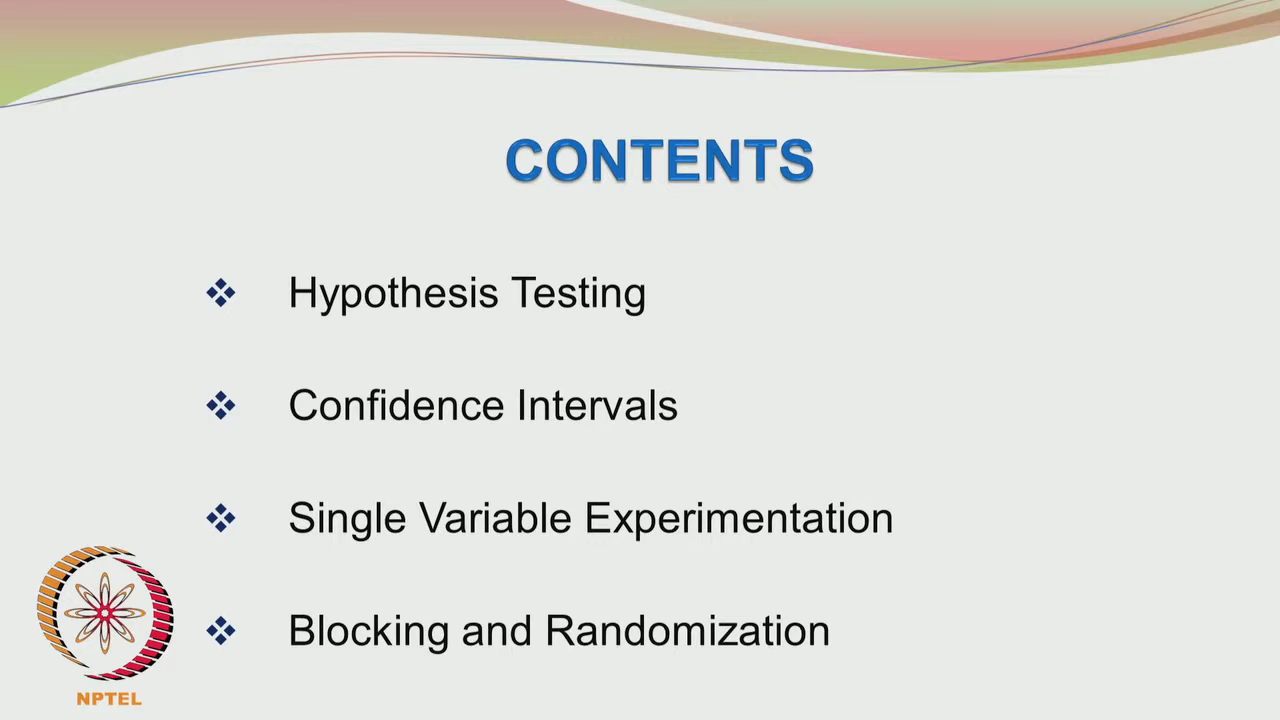 CONTENTS
Hypothesis Testing
Confidence Intervals
Single Variable Experimentation
Blocking and Randomization
NPTEL